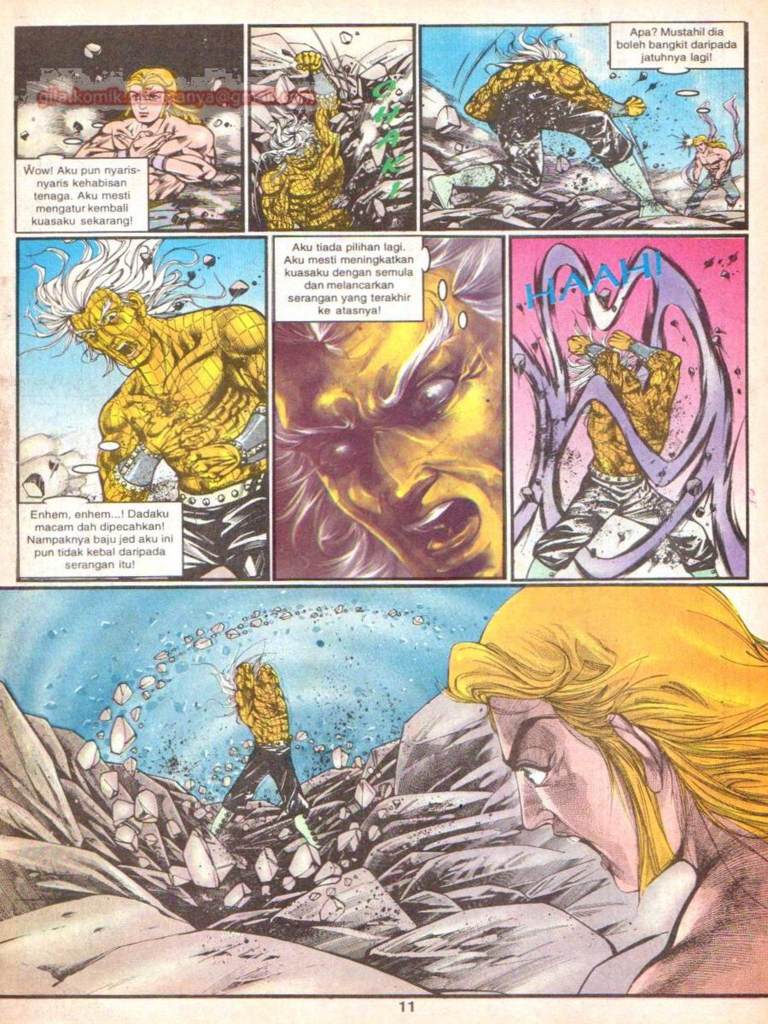 Wow! Aku pun nyaris-
nyaris kehabisan
tenaga. Aku mesti
mengatur kembali
kuasaku sekarang!
GHAK!
Apa? Mustahil dia
boleh bangkit daripada
jatuhnya lagi!
Enhem, enhem...! Dadaku
macam dah dipecahkan!
Nampaknya baju jed aku ini
pun tidak kebal daripada
serangan itu!
Aku tiada pilihan lagi.
Aku mesti meningkatkan
kuasaku dengan semula
dan melancarkan
serangan yang terakhir
ke atasnya!
HAAH!
11